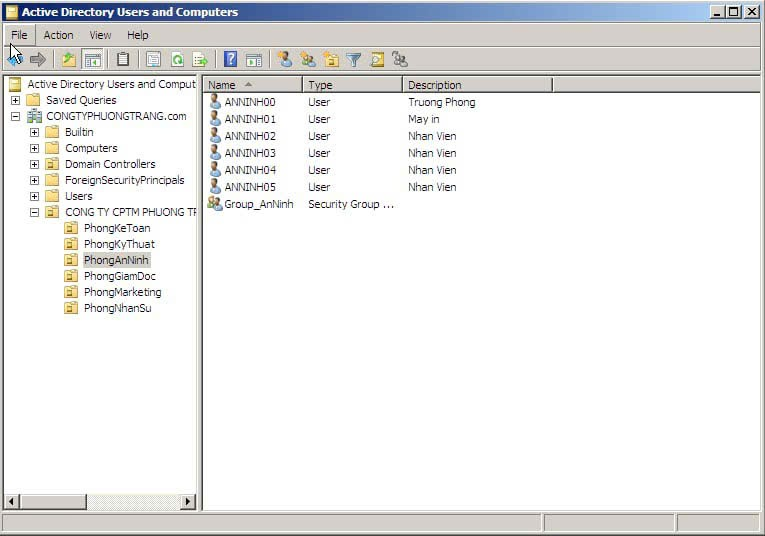 Active Directory Users and Computers
File Action View Help
Active Directory Users and Comput
Saved Queries
CONGTYPHUONGTRANG.com
Builtin
Computers
Domain Controllers
ForeignSecurityPrincipals
Users
CONG TY CPTM PHUONG TR
PhongKeToan
PhongKyThuat
PhongAnNinh
PhongGiamDoc
PhongMarketing
PhongNhanSu
Name Type Description
ANNINH00 User Truong Phong
ANNINH01 User May in
ANNINH02 User Nhan Vien
ANNINH03 User Nhan Vien
ANNINH04 User Nhan Vien
ANNINH05 User Nhan Vien
Group_AnNinh Security Group ...